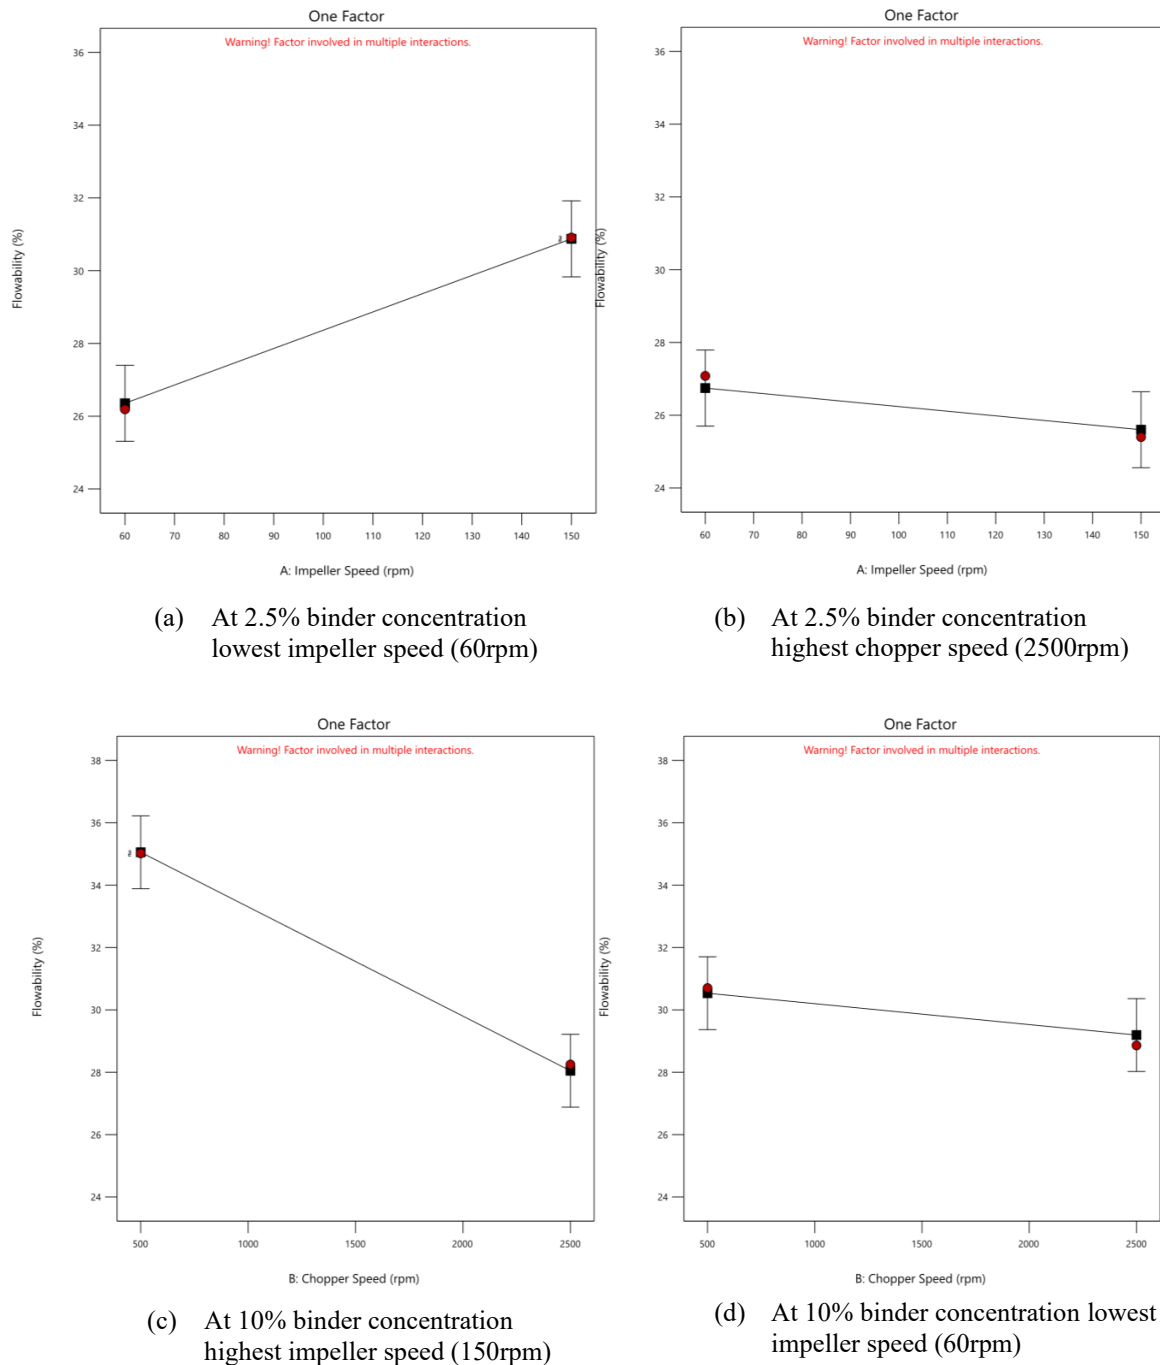 One Factor
Warning! Factor involved in multiple interactions.
36
34
32
30
28
26
24
Flowability (%)
60 70 80 90 100 110 120 130 140 150
A: Impeller Speed (rpm)
(a) At 2.5% binder concentration
lowest impeller speed (60rpm)
One Factor
Warning! Factor involved in multiple interactions.
36
34
32
30
28
26
24
Flowability (%)
60 70 80 90 100 110 120 130 140 150
A: Impeller Speed (rpm)
(b) At 2.5% binder concentration
highest chopper speed (2500rpm)
One Factor
Warning! Factor involved in multiple interactions.
38
36
34
32
30
28
26
24
Flowability (%)
500 1000 1500 2000 2500
B: Chopper Speed (rpm)
(c) At 10% binder concentration
highest impeller speed (150rpm)
One Factor
Warning! Factor involved in multiple interactions.
38
36
34
32
30
28
26
24
Flowability (%)
500 1000 1500 2000 2500
B: Chopper Speed (rpm)
(d) At 10% binder concentration lowest
impeller speed (60rpm)